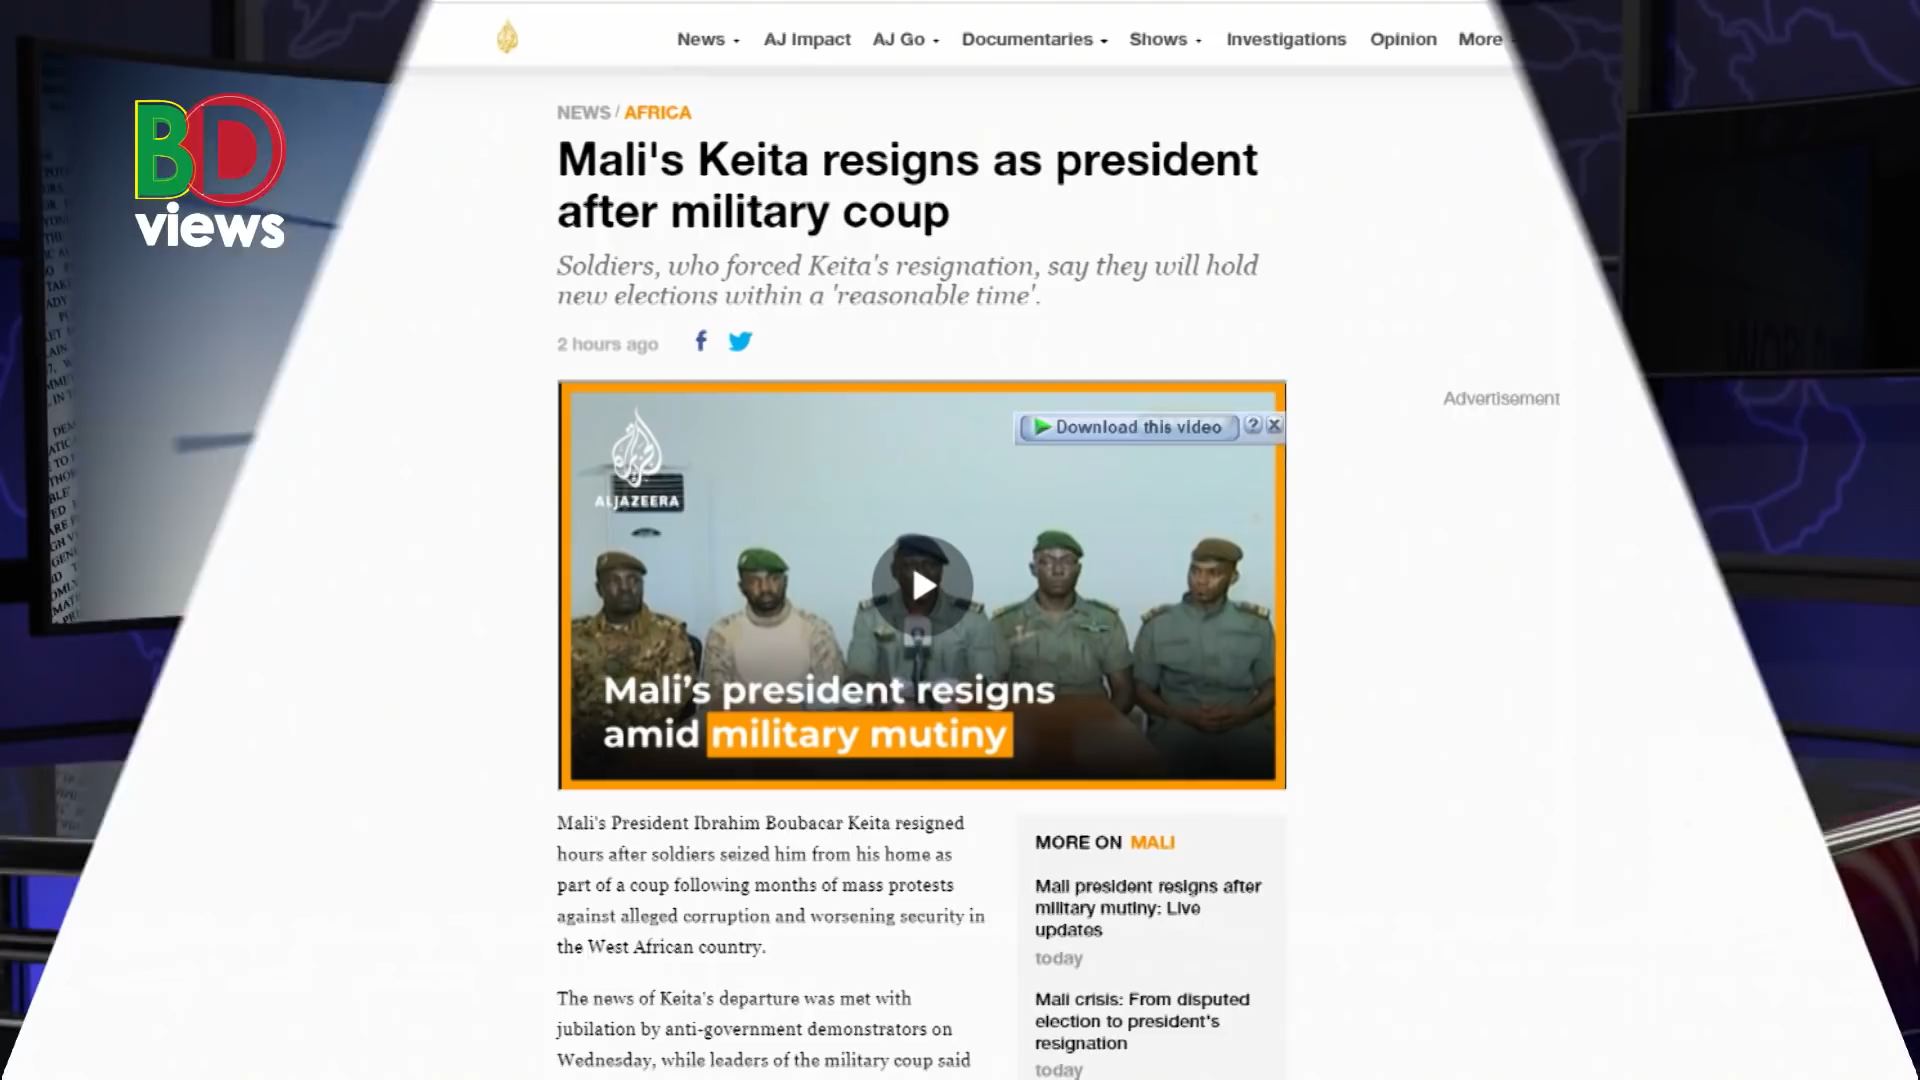 BD
views
News AJ Impact AJ Go Documentaries Shows Investigations Opinion More
NEWS / AFRICA
Mali's Keita resigns as president
after military coup
Soldiers, who forced Keita's resignation, say they will hold
new elections within a 'reasonable time'.
2 hours ago
Advertisement
Download this video ? X
ALJAZEERA
Mali's president resigns
amid military mutiny
Mali's President Ibrahim Boubacar Keita resigned
hours after soldiers seized him from his home as
part of a coup following months of mass protests
against alleged corruption and worsening security in
the West African country.
The news of Keita's departure was met with
jubilation by anti-government demonstrators on
Wednesday, while leaders of the military coup said
MORE ON MALI
Mali president resigns after
military mutiny: Live
updates
today
Mali crisis: From disputed
election to president's
resignation
today